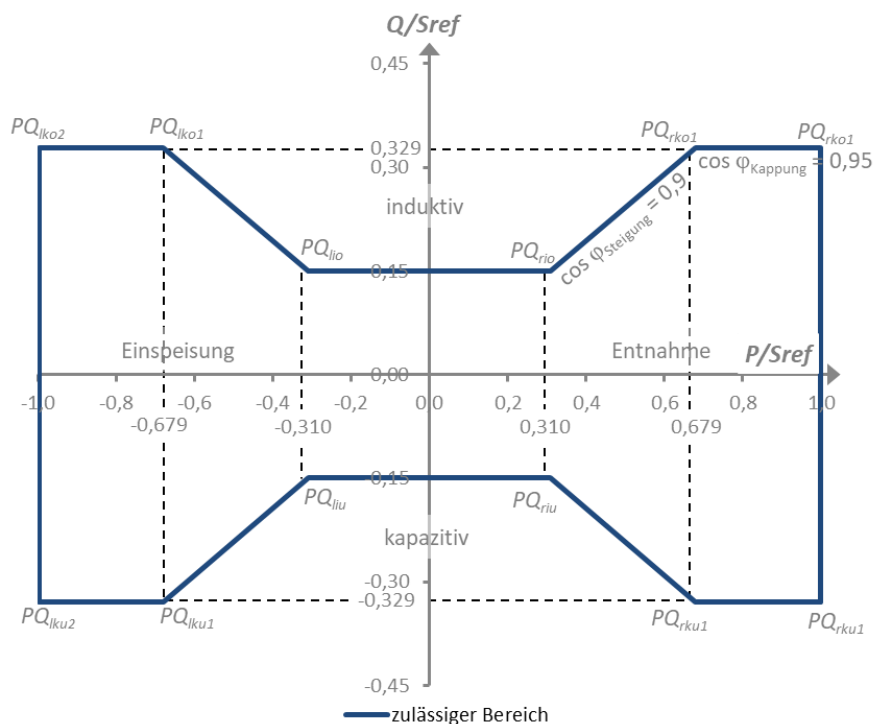 Q/Sref
0,45
PQlko2
PQlko1
PQrko1
PQrko1
0,329
0,30
cos φKappung = 0,95
induktiv
cos φSteigung = 0,9
PQlio
PQrio
0,15
Einspeisung
Entnahme
P/Sref
0,00
-1,0 -0,8 -0,6 -0,4 -0,2 0,0 0,2 0,4 0,6 0,8 1,0
-0,679 -0,310 0,310 0,679
-0,15
PQliu
PQriu
kapazitiv
-0,30
-0,329
PQlku2
PQlku1
PQrku1
PQrku1
-0,45
zulässiger Bereich